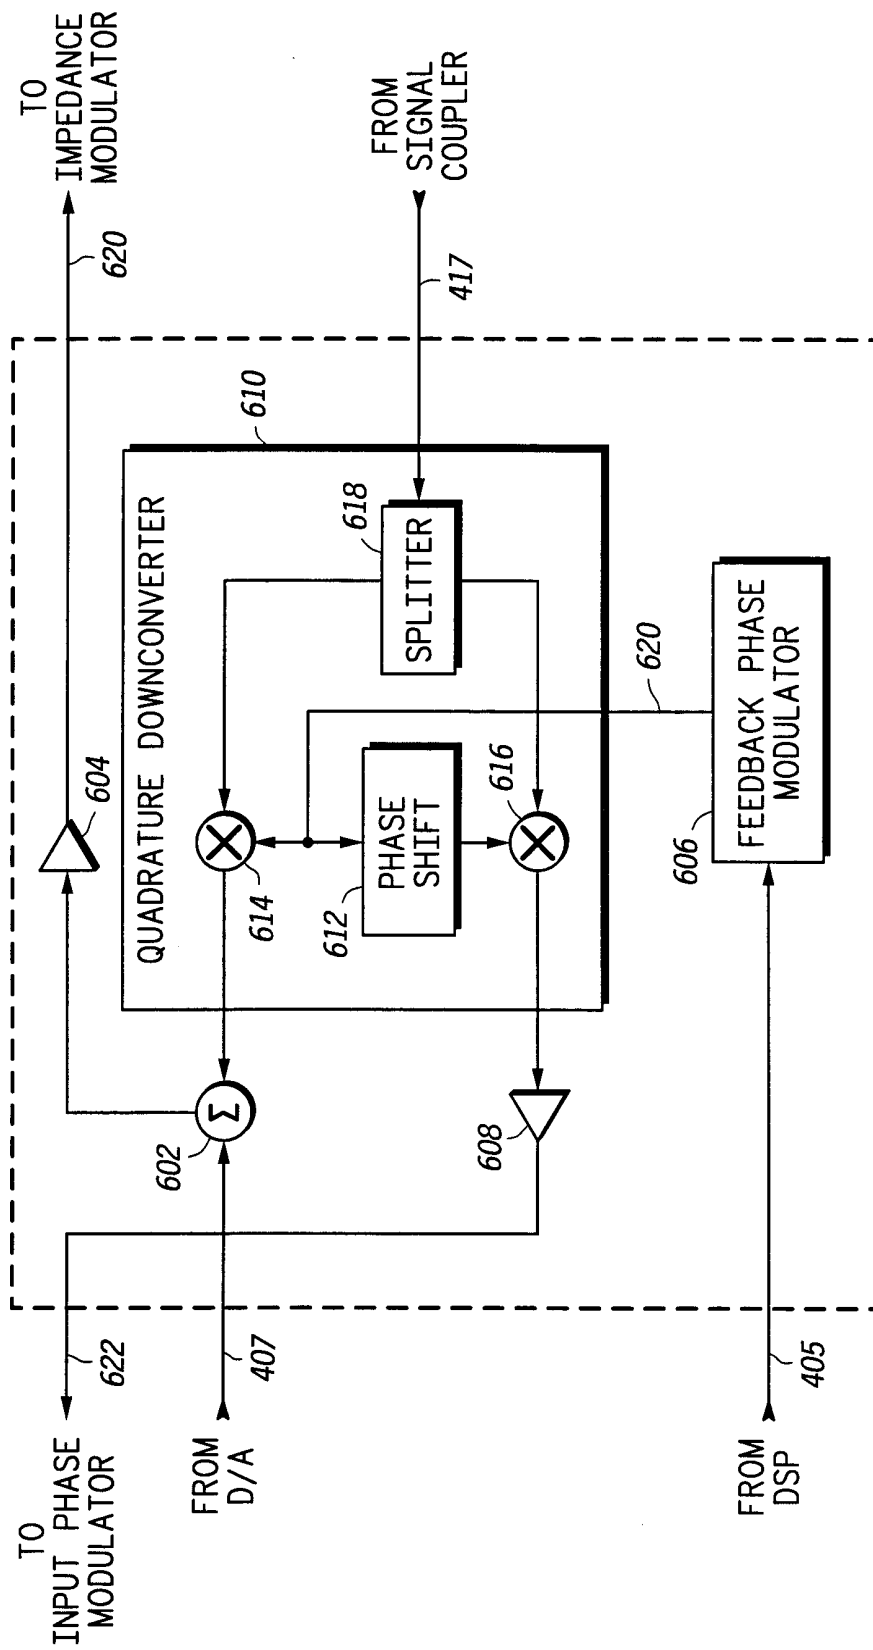 TO
IMPEDANCE
MODULATOR
620
FROM
SIGNAL
COUPLER
417
610
QUADRATURE DOWNCONVERTER
618
SPLITTER
604
614
612
PHASE
SHIFT
616
620
606
FEEDBACK PHASE
MODULATOR
Σ
602
608
TO
INPUT PHASE
MODULATOR
622
FROM
D/A
407
FROM
DSP
405